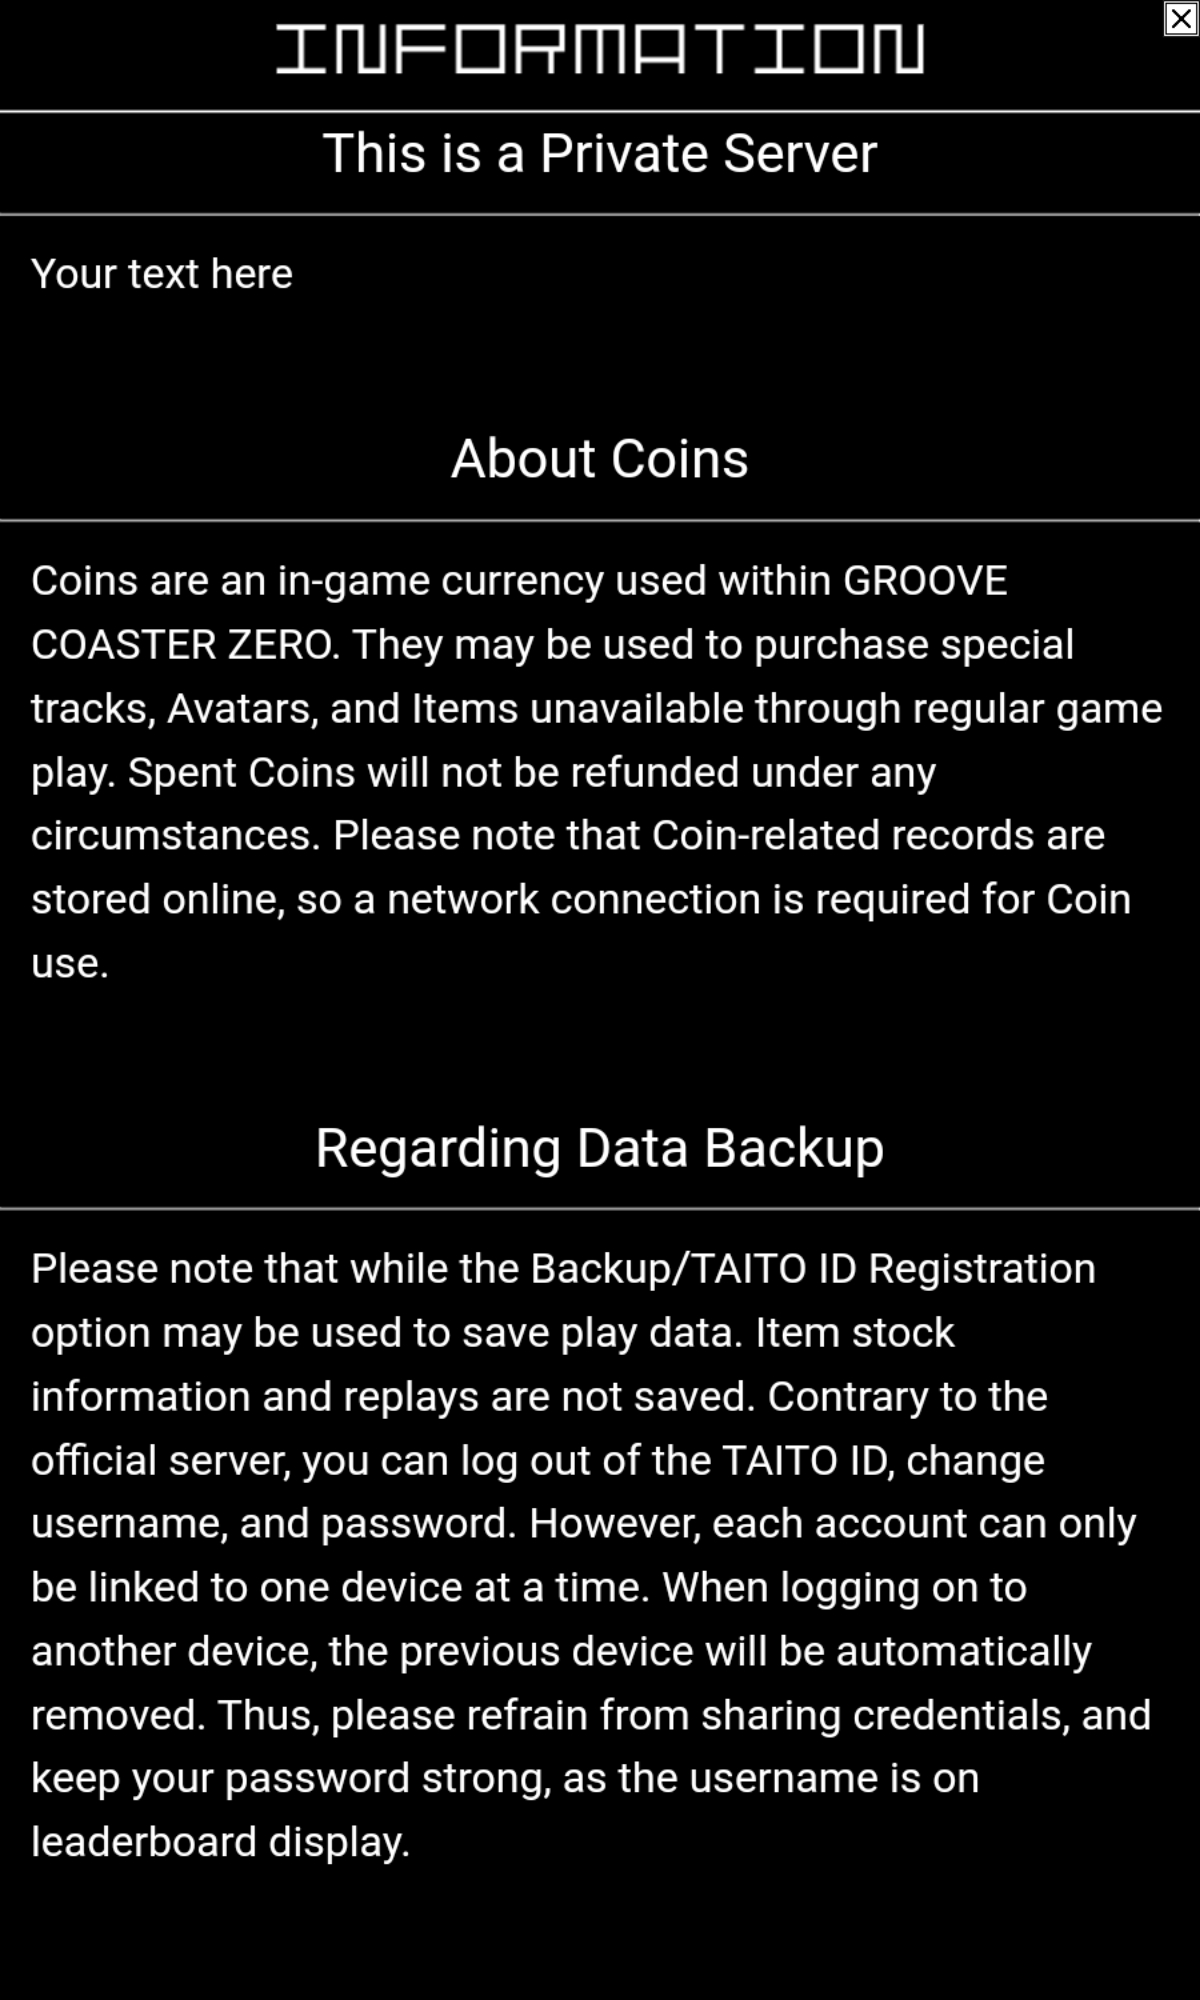 INFORMATION
This is a Private Server
Your text here
About Coins
Coins are an in-game currency used within GROOVE
COASTER ZERO. They may be used to purchase special
tracks, Avatars, and Items unavailable through regular game
play. Spent Coins will not be refunded under any
circumstances. Please note that Coin-related records are
stored online, so a network connection is required for Coin
use.
Regarding Data Backup
Please note that while the Backup/TAITO ID Registration
option may be used to save play data. Item stock
information and replays are not saved. Contrary to the
official server, you can log out of the TAITO ID, change
username, and password. However, each account can only
be linked to one device at a time. When logging on to
another device, the previous device will be automatically
removed. Thus, please refrain from sharing credentials, and
keep your password strong, as the username is on
leaderboard display.